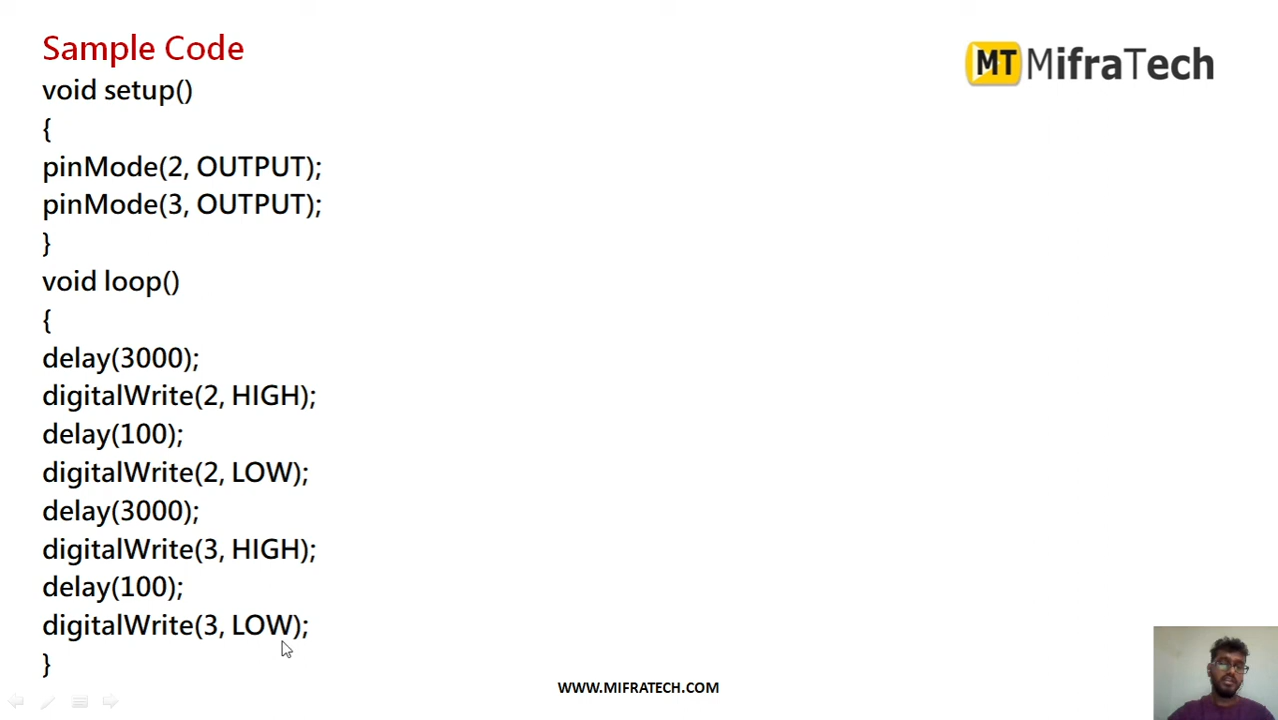 Sample Code
MT MifraTech
void setup()
{
pinMode(2, OUTPUT);
pinMode(3, OUTPUT);
}
void loop()
{
delay(3000);
digitalWrite(2, HIGH);
delay(100);
digitalWrite(2, LOW);
delay(3000);
digitalWrite(3, HIGH);
delay(100);
digitalWrite(3, LOW);
}
WWW.MIFRATECH.COM